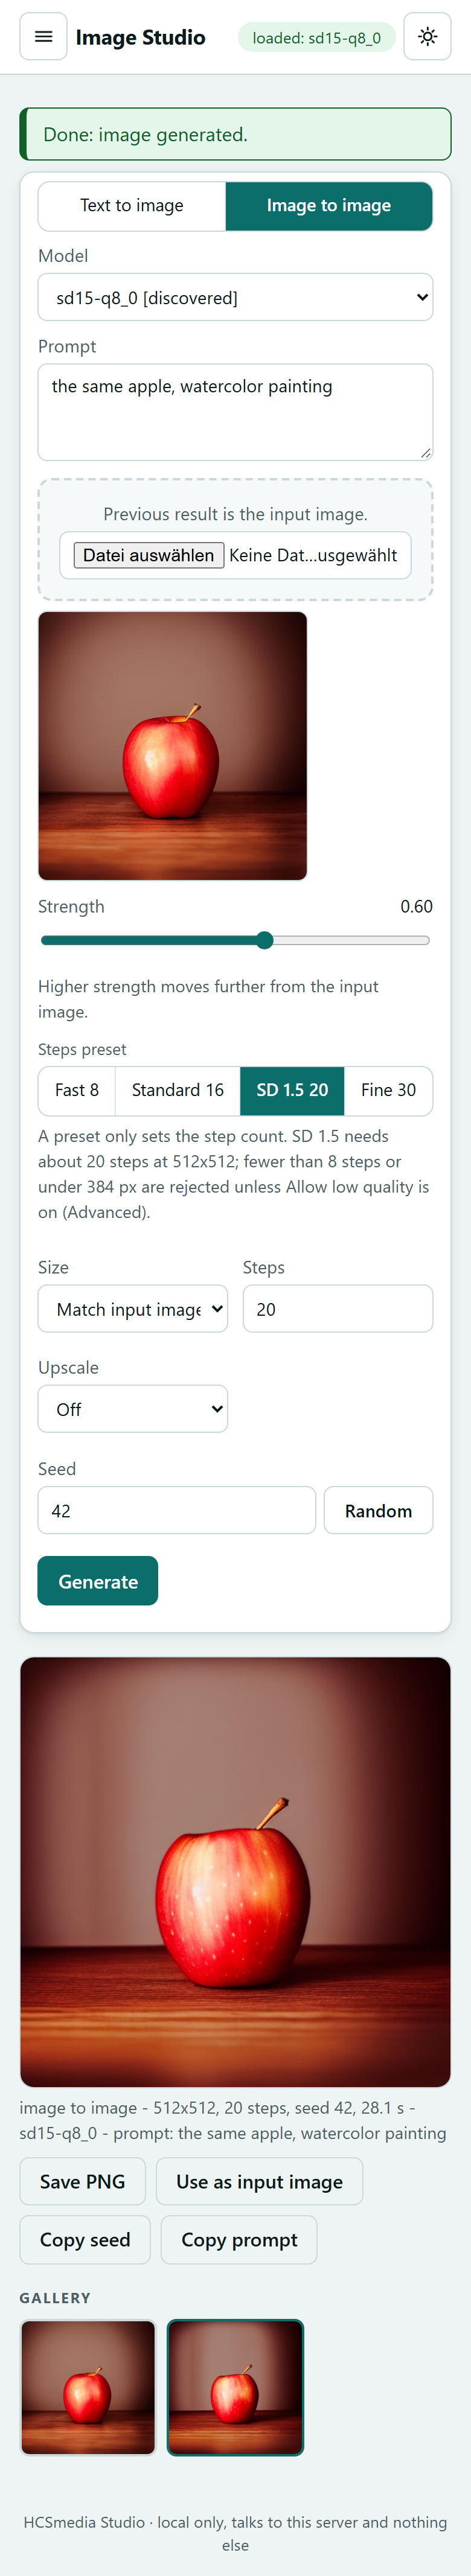 Image Studio
loaded: sd15-q8_0
Done: image generated.
Text to image
Image to image
Model
sd15-q8_0 [discovered]
Prompt
the same apple, watercolor painting
Previous result is the input image.
Datei auswählen Keine Dat...usgewählt
Strength
0.60
Higher strength moves further from the input
image.
Steps preset
Fast 8
Standard 16
SD 1.5 20
Fine 30
A preset only sets the step count. SD 1.5 needs
about 20 steps at 512x512; fewer than 8 steps or
under 384 px are rejected unless Allow low quality is
on (Advanced).
Size
Steps
Match input image
20
Upscale
Off
Seed
42
Random
Generate
image to image - 512x512, 20 steps, seed 42, 28.1 s -
sd15-q8_0 - prompt: the same apple, watercolor painting
Save PNG
Use as input image
Copy seed
Copy prompt
GALLERY
HCSmedia Studio · local only, talks to this server and nothing
else